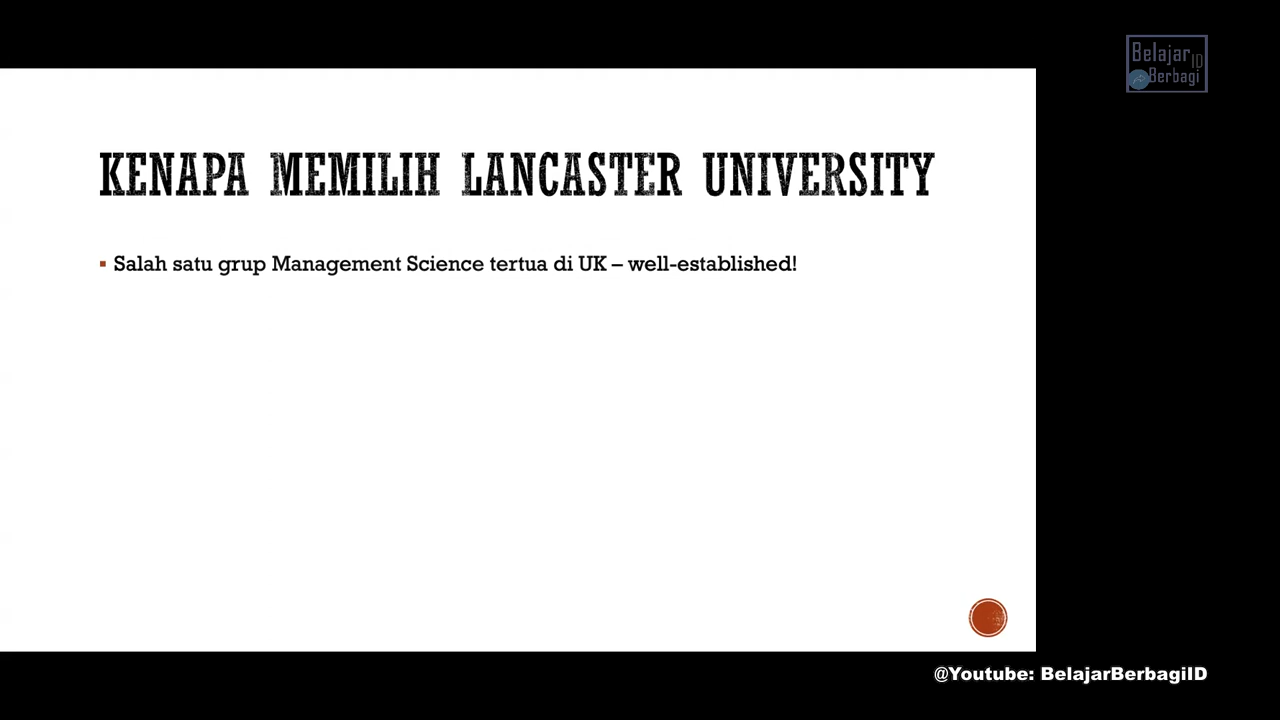 Belajar
ID
Berbagi
KENAPA MEMILIH LANCASTER UNIVERSITY
Salah satu grup Management Science tertua di UK – well-established!
@Youtube: BelajarBerbagiID